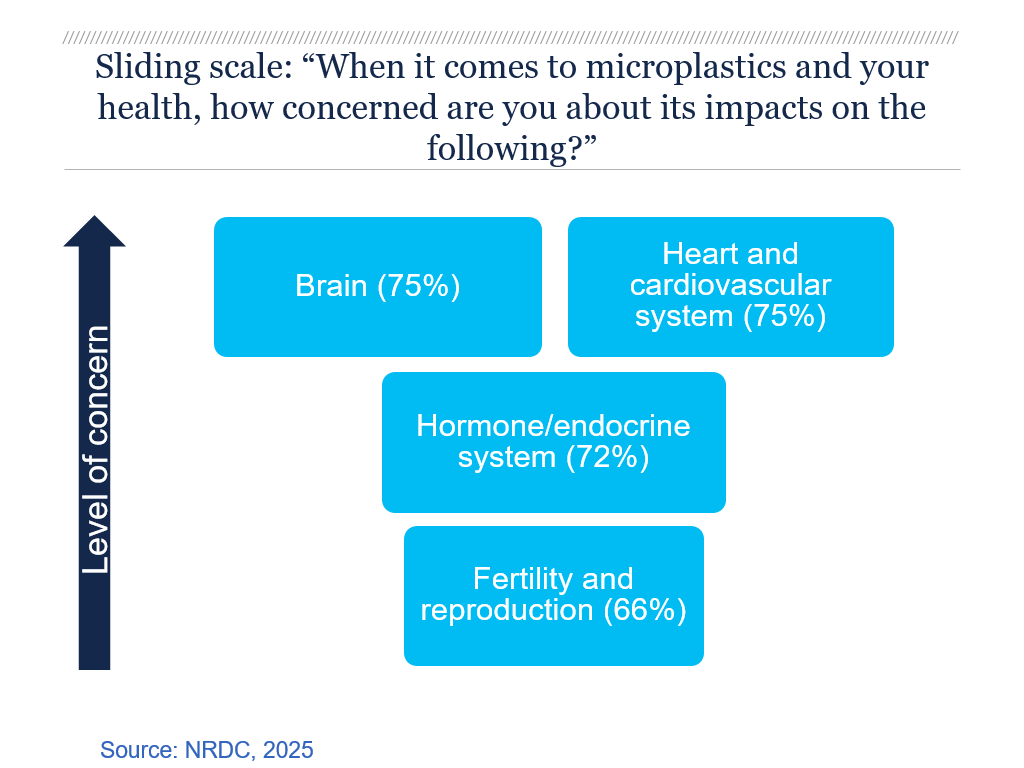 Sliding scale: “When it comes to microplastics and your
health, how concerned are you about its impacts on the
following?”
Level of concern
Brain (75%)
Heart and
cardiovascular
system (75%)
Hormone/endocrine
system (72%)
Fertility and
reproduction (66%)
Source: NRDC, 2025